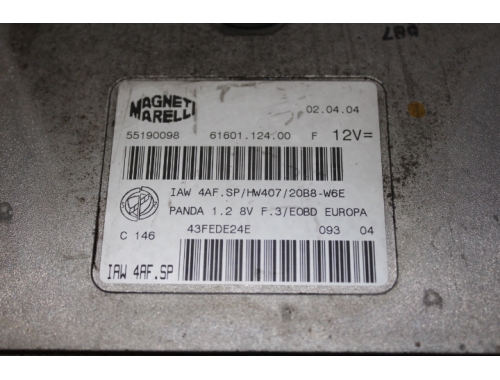 587
MAGNETI
MARELLI
02.04.04
55190098 61601.124.00 F 12V=
IAW 4AF.SP/HW407/20B8-W6E
PANDA 1.2 8V F.3/EOBD EUROPA
C 146 43FEDE24E 093 04
IAW 4AF.SP